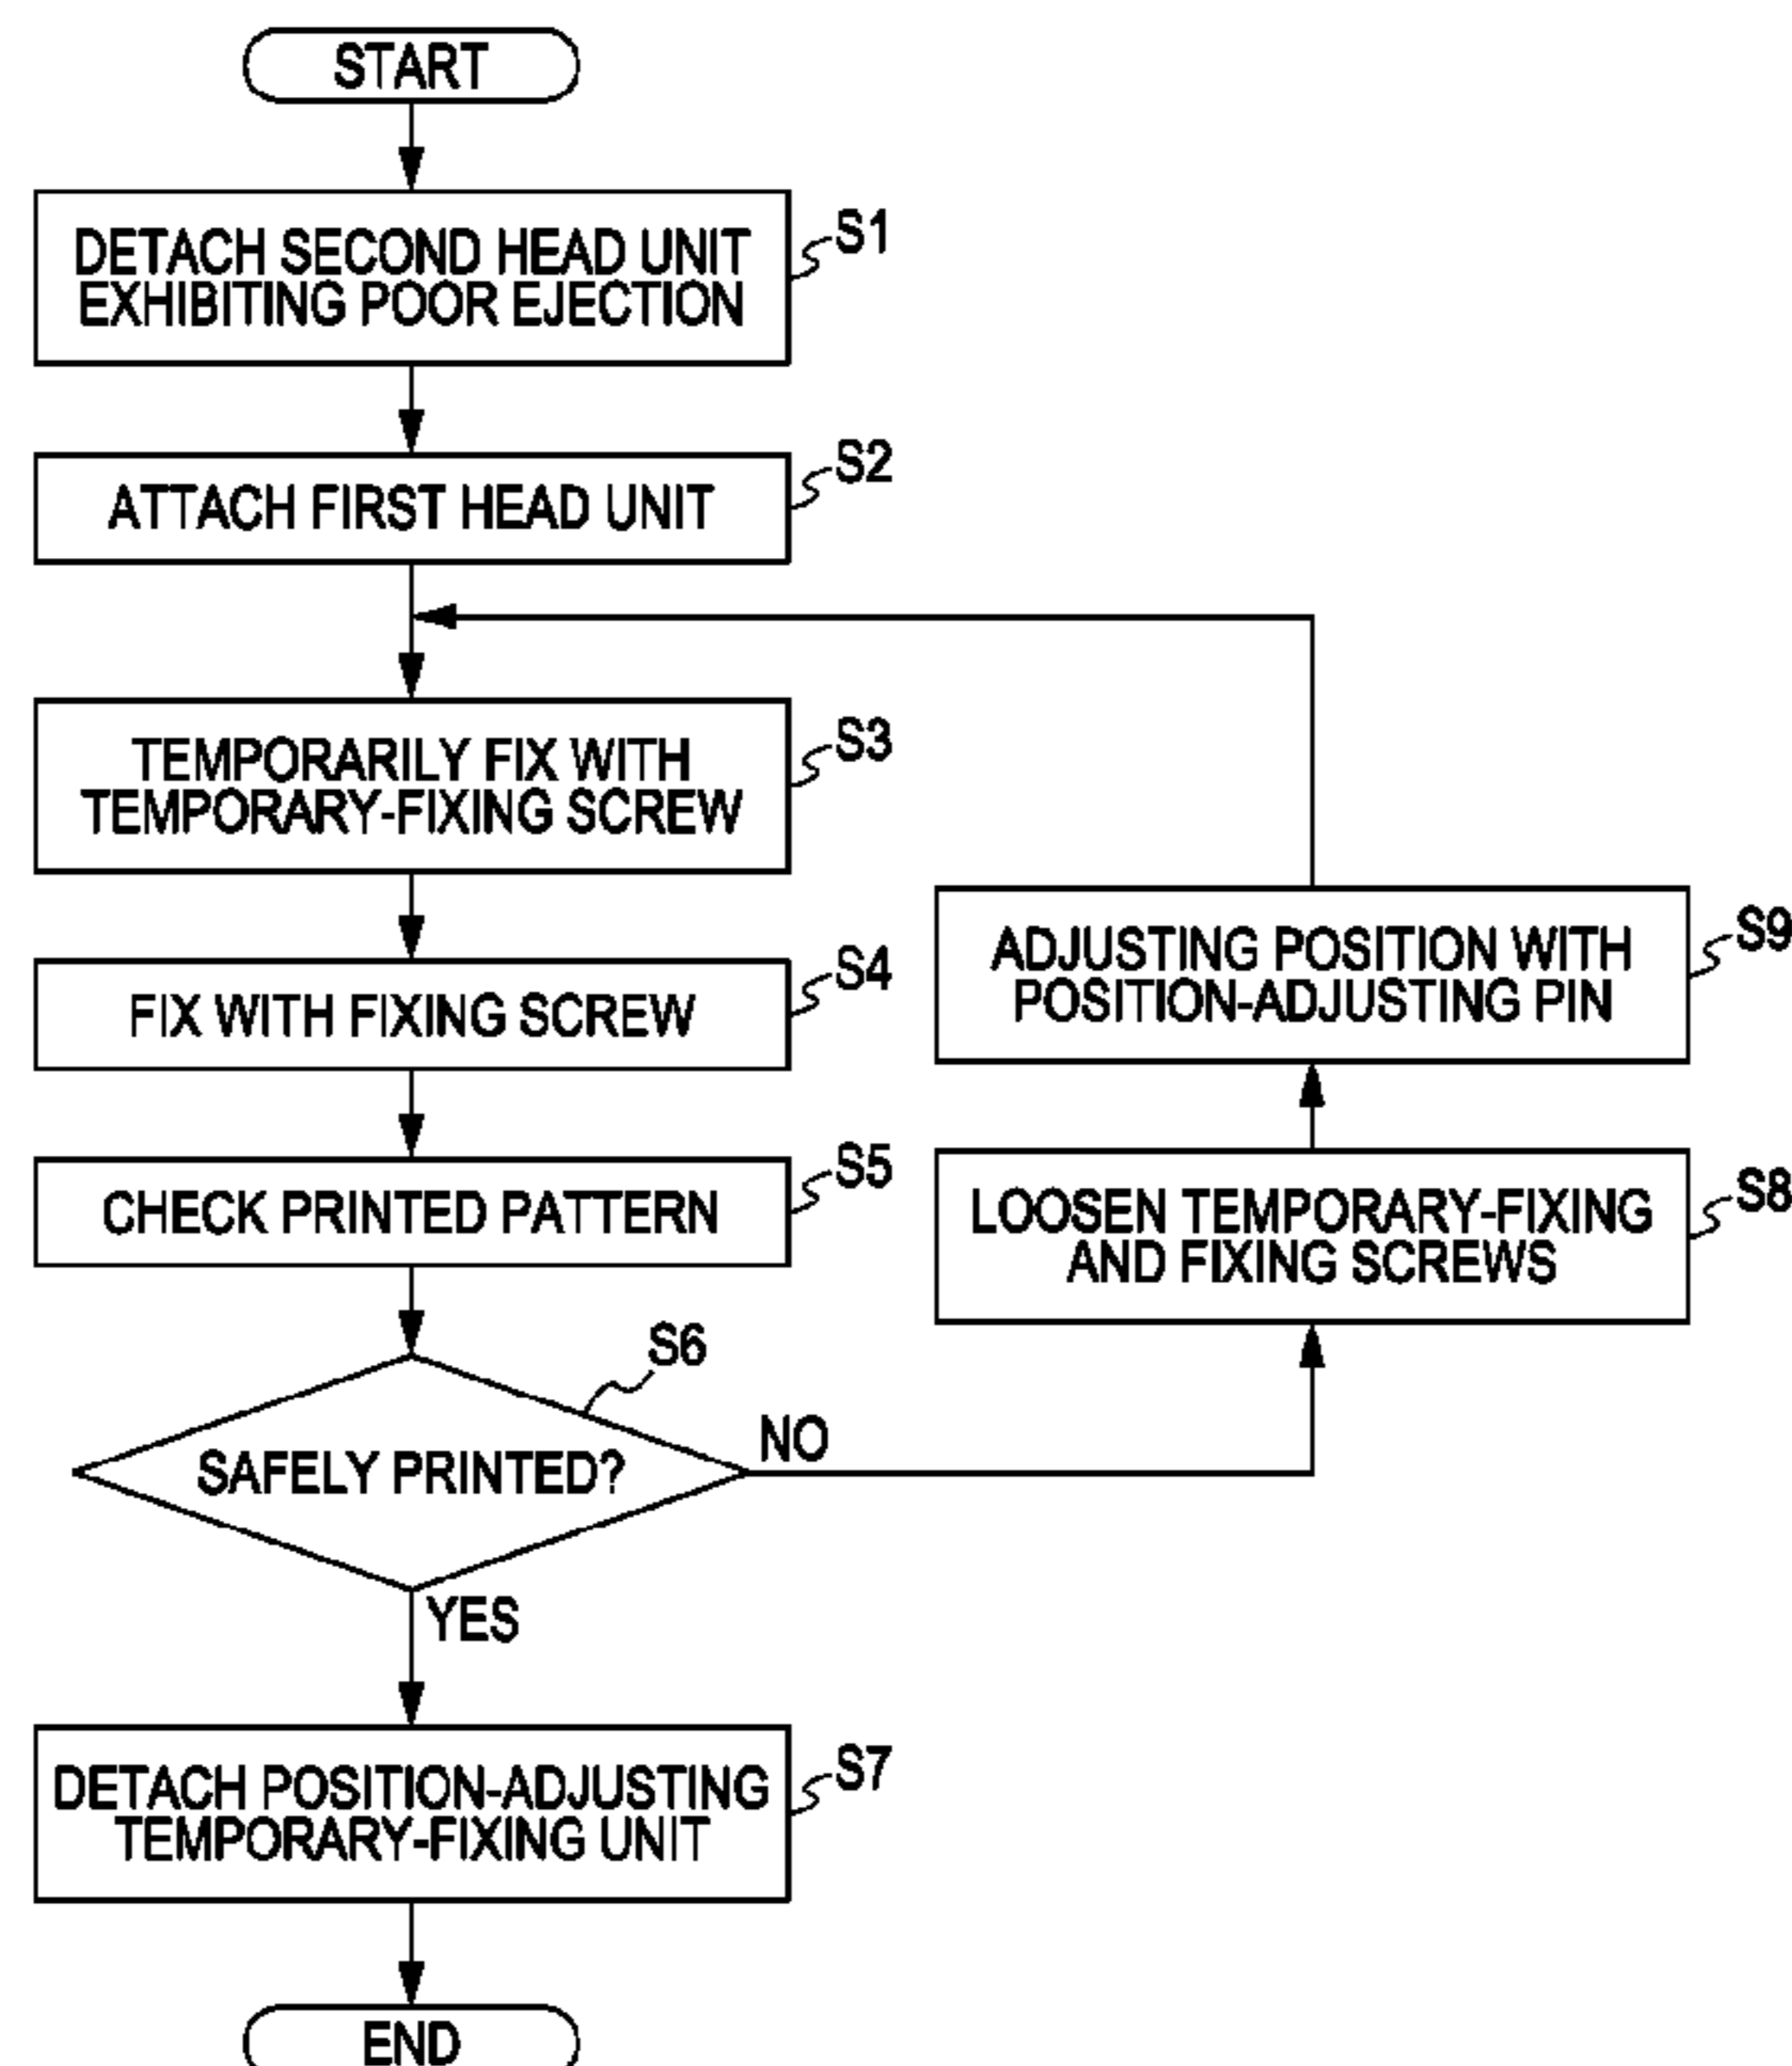 START
DETACH SECOND HEAD UNIT
EXHIBITING POOR EJECTION
S1
ATTACH FIRST HEAD UNIT
S2
TEMPORARILY FIX WITH
TEMPORARY-FIXING SCREW
S3
FIX WITH FIXING SCREW
S4
CHECK PRINTED PATTERN
S5
SAFELY PRINTED?
S6
NO
YES
DETACH POSITION-ADJUSTING
TEMPORARY-FIXING UNIT
S7
LOOSEN TEMPORARY-FIXING
AND FIXING SCREWS
S8
ADJUSTING POSITION WITH
POSITION-ADJUSTING PIN
S9
END